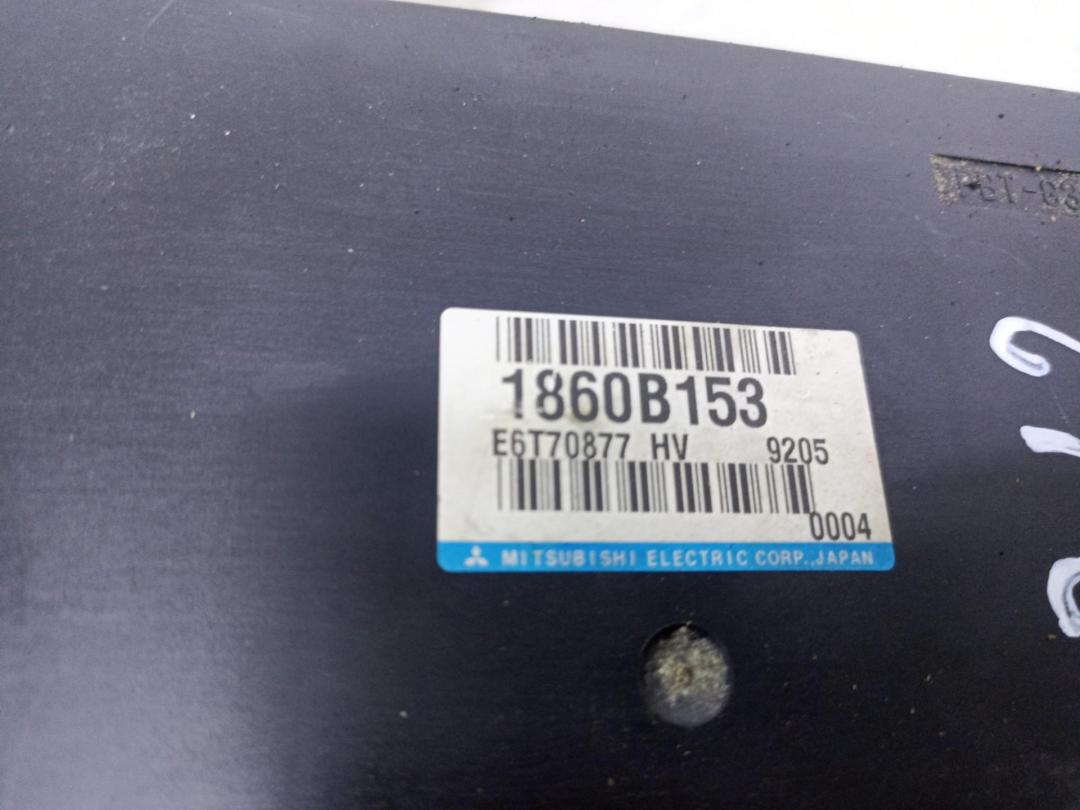 1860B153
E6T70877 HV 9205
0004
MITSUBISHI ELECTRIC CORP.,JAPAN